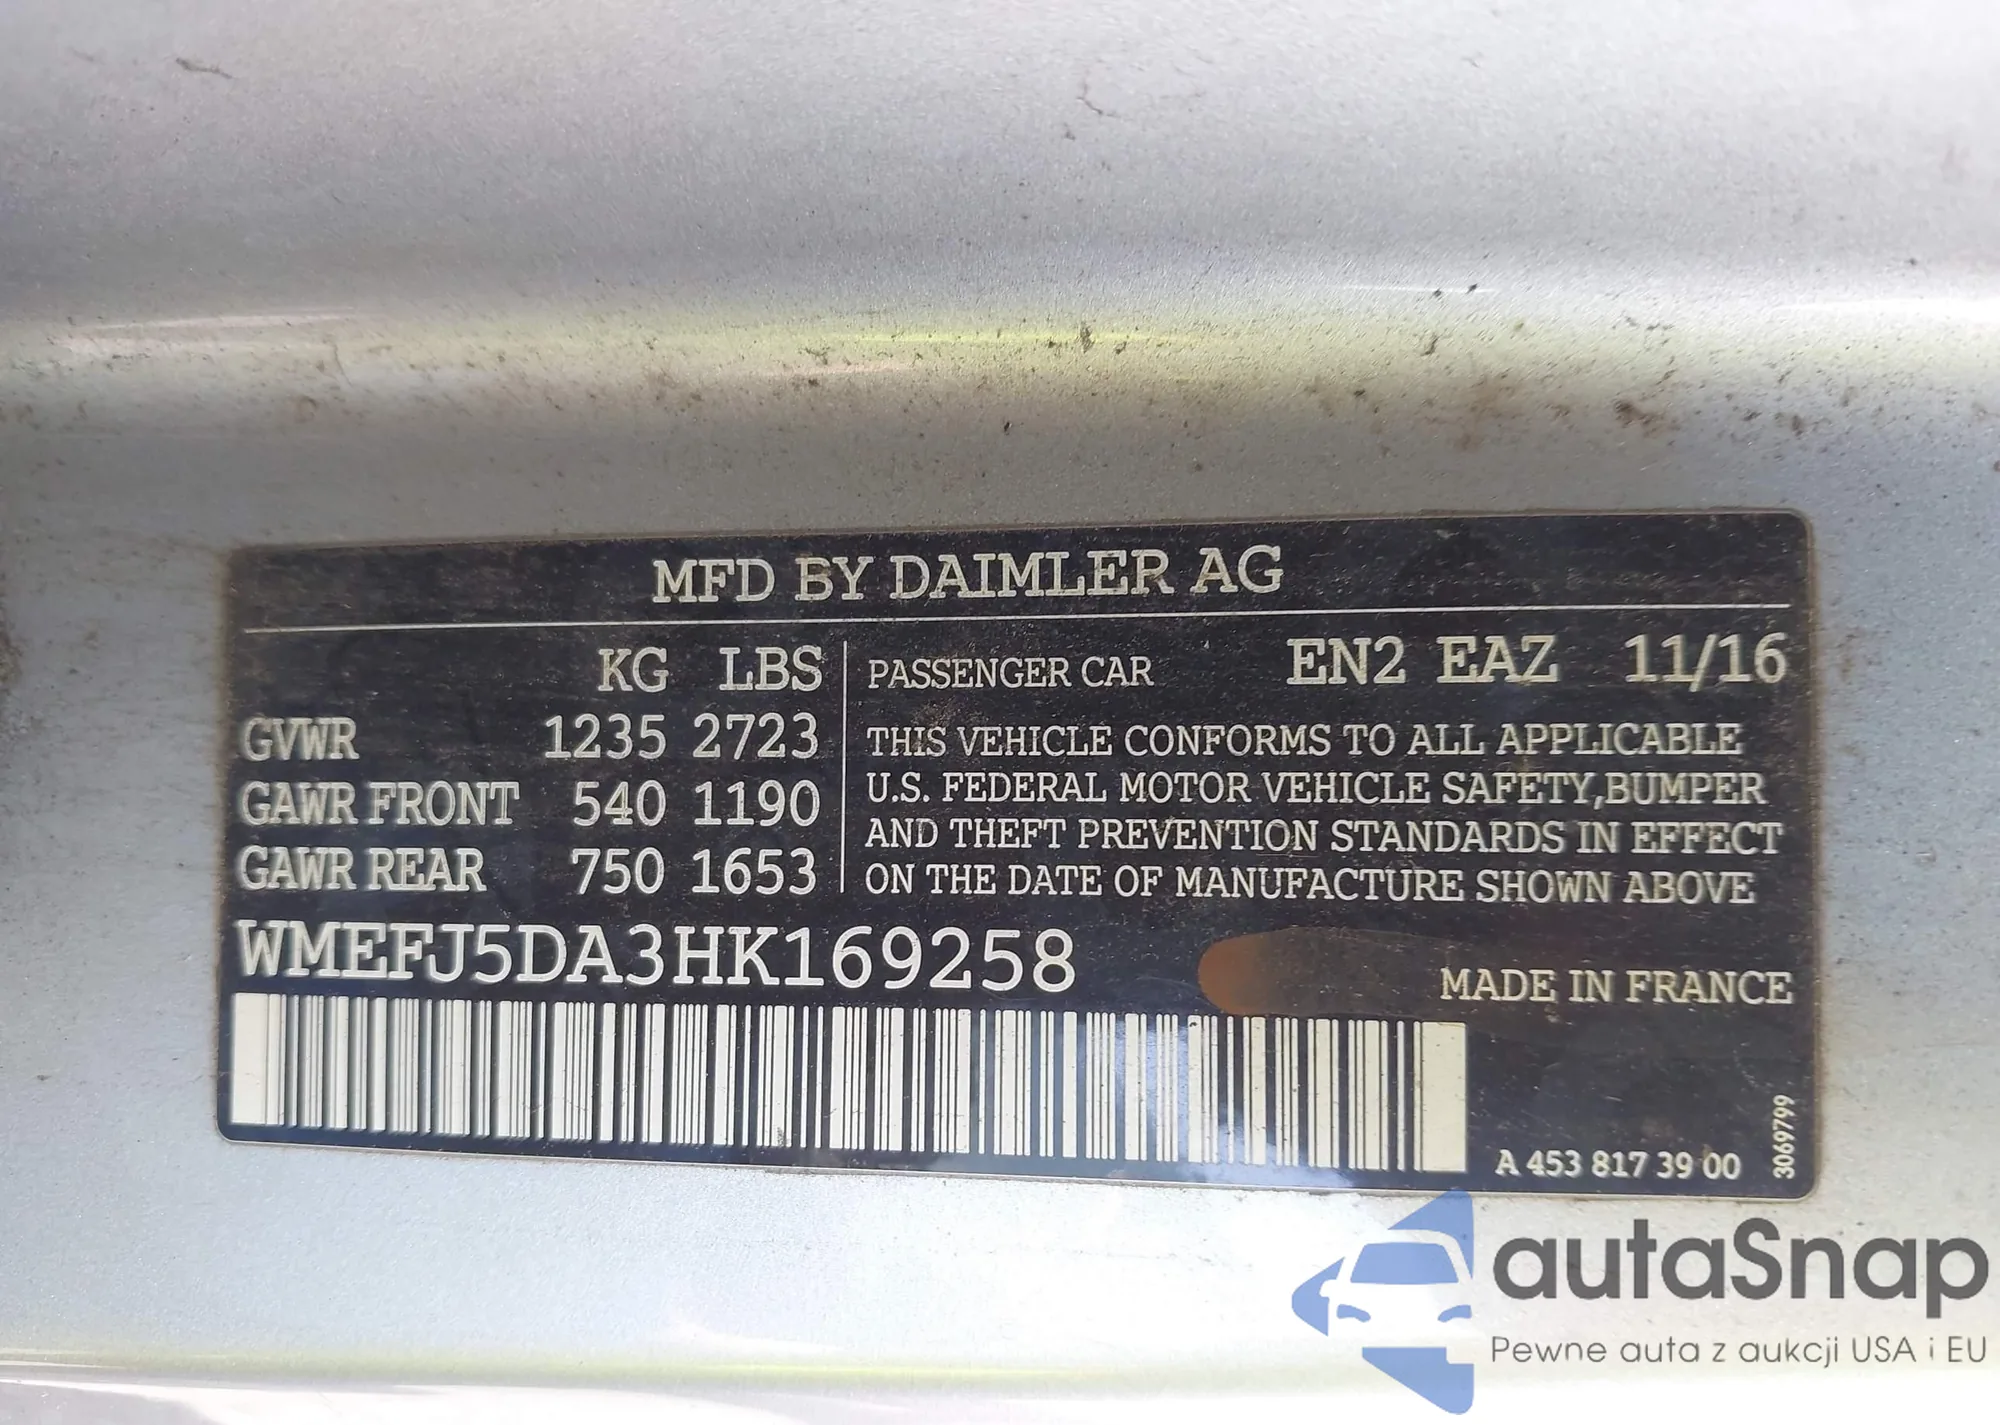 MFD BY DAIMLER AG
KG LBS
GVWR 1235 2723
GAWR FRONT 540 1190
GAWR REAR 750 1653
PASSENGER CAR EN2 EAZ 11/16
THIS VEHICLE CONFORMS TO ALL APPLICABLE
U.S. FEDERAL MOTOR VEHICLE SAFETY,BUMPER
AND THEFT PREVENTION STANDARDS IN EFFECT
ON THE DATE OF MANUFACTURE SHOWN ABOVE
WMEFJ5DA3HK169258
MADE IN FRANCE
A 453 817 39 00
3069799
autaSnap
Pewne auta z aukcji USA i EU